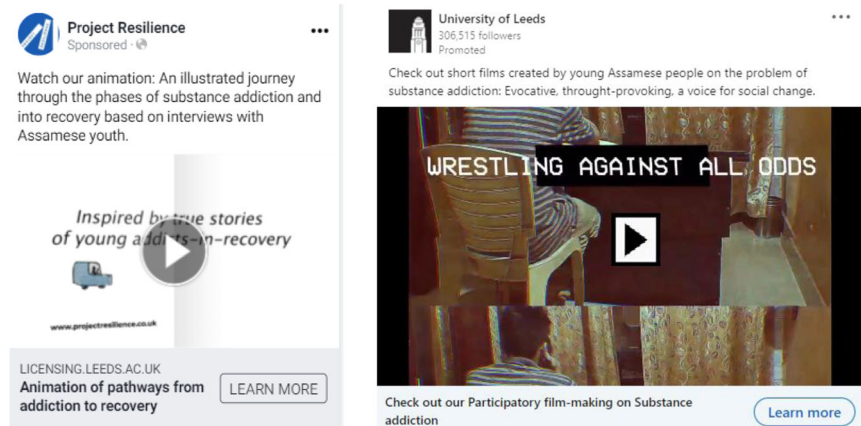 Project Resilience
Sponsored ·
Watch our animation: An illustrated journey
through the phases of substance addiction and
into recovery based on interviews with
Assamese youth.
Inspired by true stories
of young addicts-in-recovery
www.projectresilience.co.uk
LICENSING.LEEDS.AC.UK
Animation of pathways from
addiction to recovery
LEARN MORE
University of Leeds
306,515 followers
Promoted
Check out short films created by young Assamese people on the problem of
substance addiction: Evocative, throught-provoking, a voice for social change.
WRESTLING AGAINST ALL ODDS
Check out our Participatory film-making on Substance
addiction
Learn more